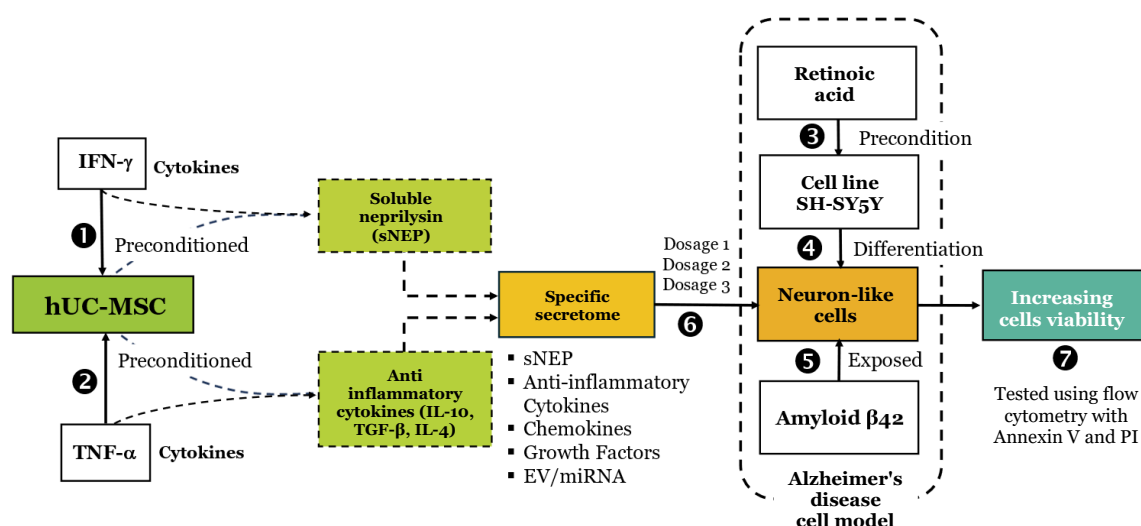 IFN-γ
Cytokines
❶
Preconditioned
hUC-MSC
❷
Preconditioned
TNF-α
Cytokines
Soluble
neprilysin
(sNEP)
Anti
inflammatory
cytokines (IL-10,
TGF-β, IL-4)
Specific
secretome
▪ sNEP
▪ Anti-inflammatory
Cytokines
▪ Chemokines
▪ Growth Factors
▪ EV/miRNA
Dosage 1
Dosage 2
Dosage 3
❻
Retinoic
acid
❸
Precondition
Cell line
SH-SY5Y
❹
Differentiation
Neuron-like
cells
❺
Exposed
Amyloid β42
Alzheimer's
disease
cell model
Increasing
cells viability
❼
Tested using flow
cytometry with
Annexin V and PI